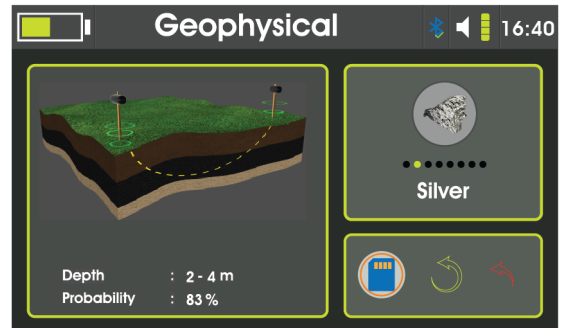 Geophysical
16:40
Depth : 2 - 4 m
Probability : 83 %
Silver